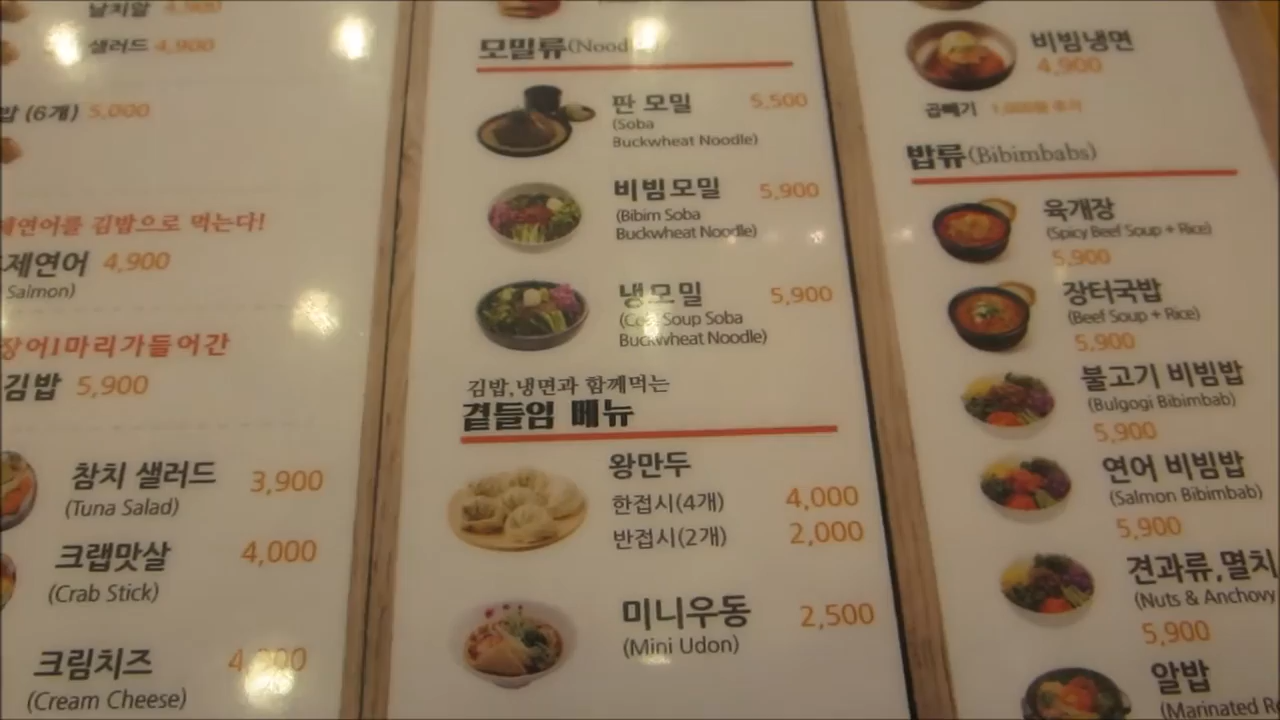 날치알 4,900
샐러드 4,900
밥 (6개) 5,000
제연어를 김밥으로 먹는다!
제연어 4,900
Salmon)
장어1마리가들어간
김밥 5,900
참치 샐러드 3,900
(Tuna Salad)
크랩맛살 4,000
(Crab Stick)
크림치즈
(Cream Cheese)
모밀류
판 모밀 5,500
(Soba
Buckwheat Noodle)
비빔모밀 5,900
(Bibim Soba
Buckwheat Noodle)
냉모밀 5,900
Soup Soba
Buckwheat Noodle)
김밥,냉면과 함께먹는
곁들임 메뉴
왕만두
한접시(4개) 4,000
반접시(2개) 2,000
미니우동 2,500
(Mini Udon)
비빔냉면
4,900
곱빼기
밥류(Bibimbabs)
육개장
(Spicy Beef Soup + Rice)
5,900
장터국밥
(Beef Soup + Rice)
5,900
불고기 비빔밥
(Bulgogi Bibimbab)
5,900
연어 비빔밥
(Salmon Bibimbab)
5,900
견과류,멸치
(Nuts & Anchovy
5,900
알밥
(Marinated